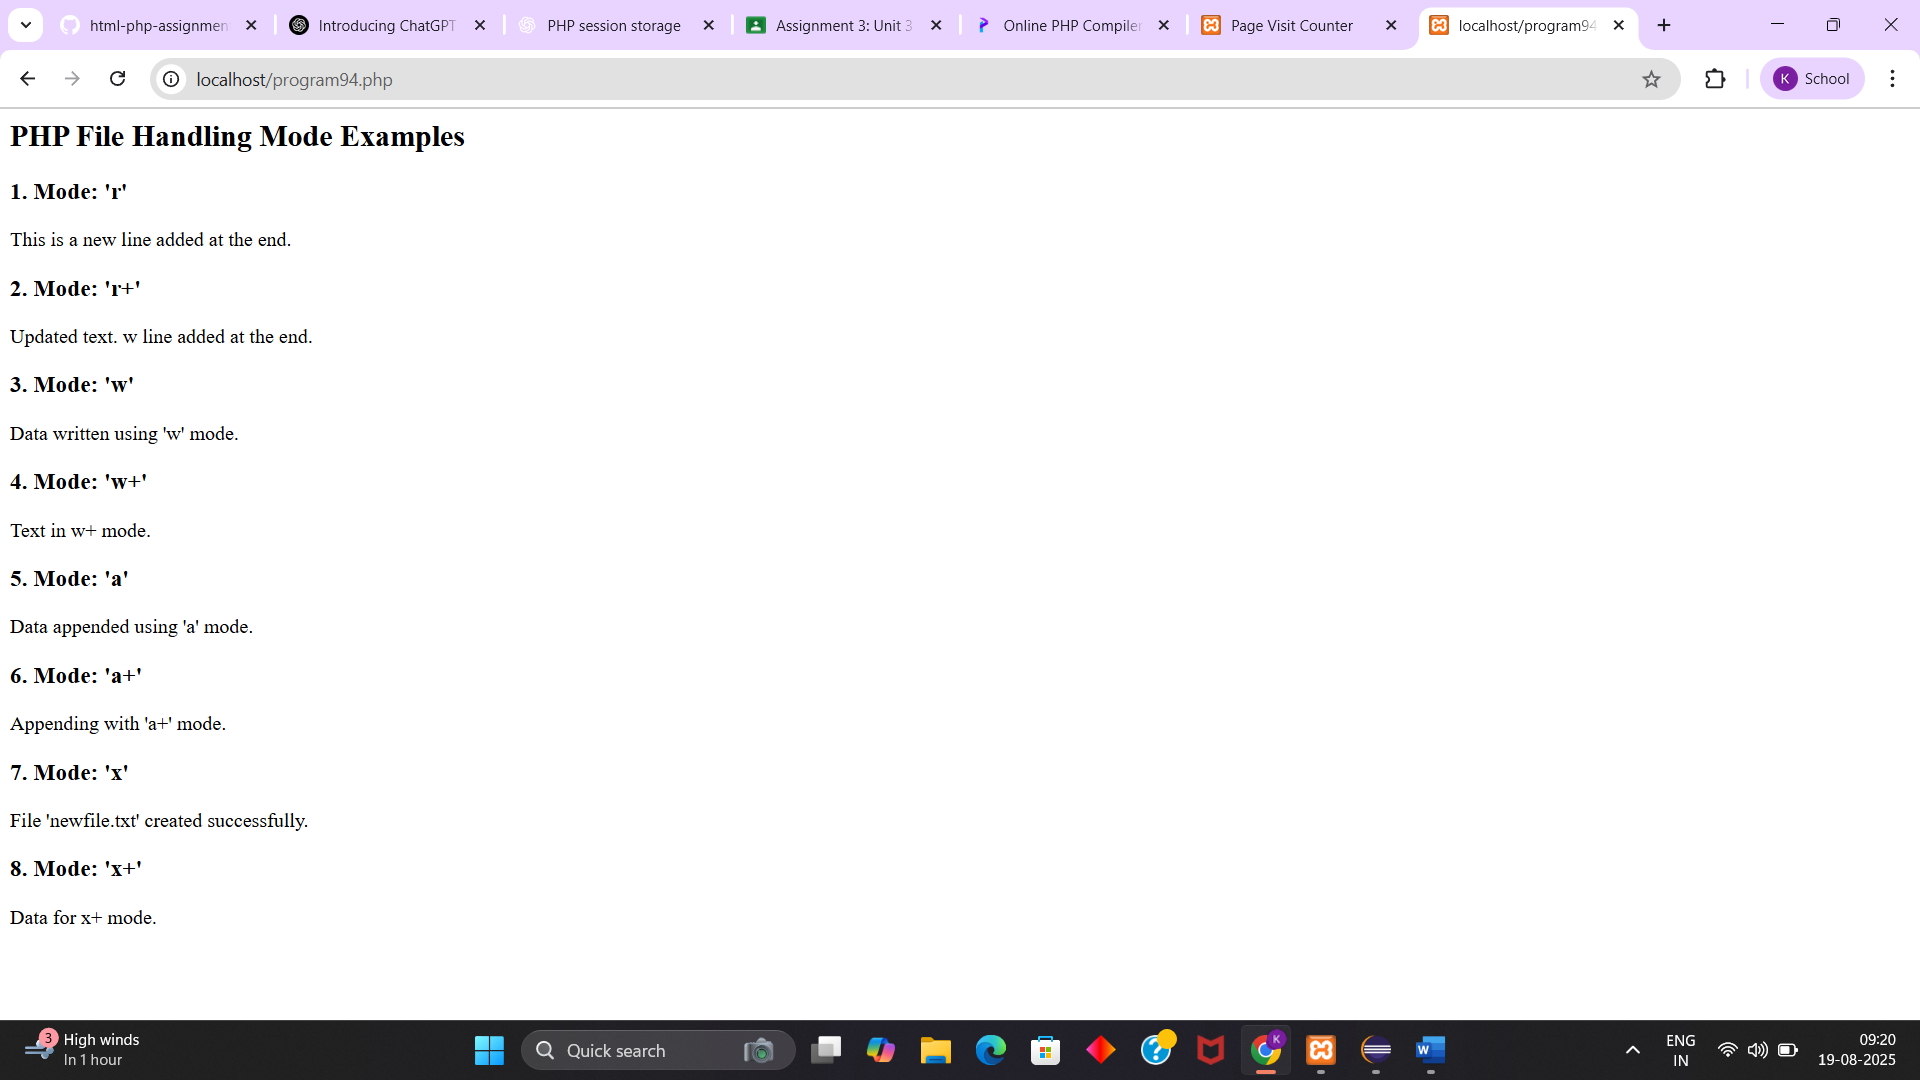 html-php-assignmen
Introducing ChatGPT
PHP session storage
Assignment 3: Unit 3
Online PHP Compiler
Page Visit Counter
localhost/program94
localhost/program94.php
K School
PHP File Handling Mode Examples
1. Mode: 'r'
This is a new line added at the end.
2. Mode: 'r+'
Updated text. w line added at the end.
3. Mode: 'w'
Data written using 'w' mode.
4. Mode: 'w+'
Text in w+ mode.
5. Mode: 'a'
Data appended using 'a' mode.
6. Mode: 'a+'
Appending with 'a+' mode.
7. Mode: 'x'
File 'newfile.txt' created successfully.
8. Mode: 'x+'
Data for x+ mode.
3
High winds
In 1 hour
Quick search
K
W
ENG
IN
09:20
19-08-2025